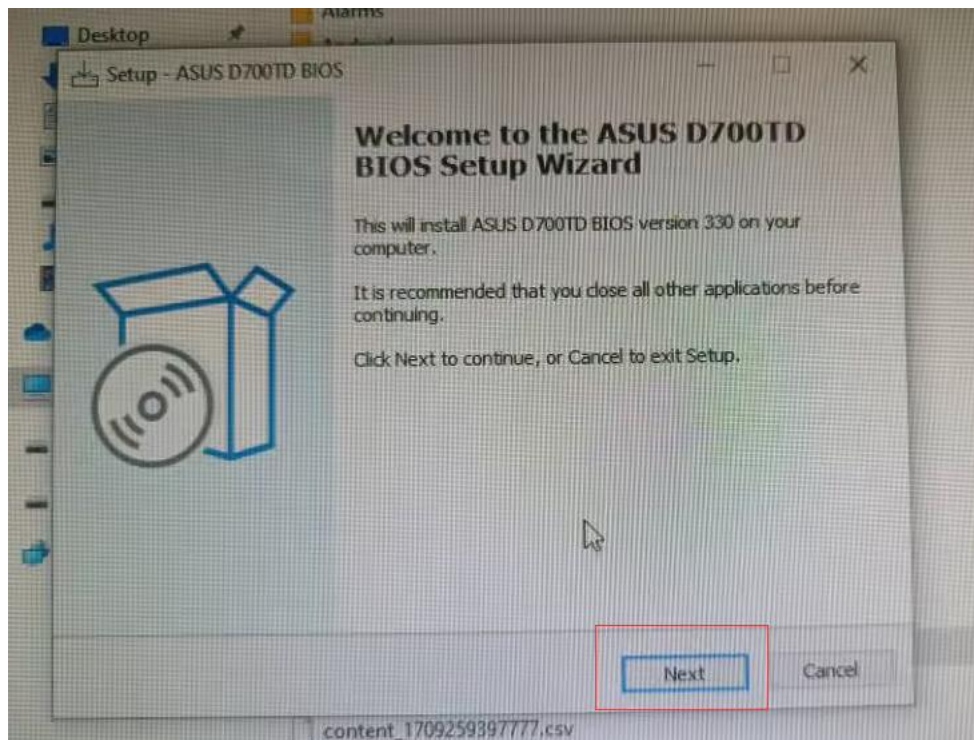 Alarms
Desktop
Setup - ASUS D700TD BIOS
Welcome to the ASUS D700TD
BIOS Setup Wizard
This will install ASUS D700TD BIOS version 330 on your
computer.
It is recommended that you close all other applications before
continuing.
Click Next to continue, or Cancel to exit Setup.
Next
Cancel
content_1709259397777.csv